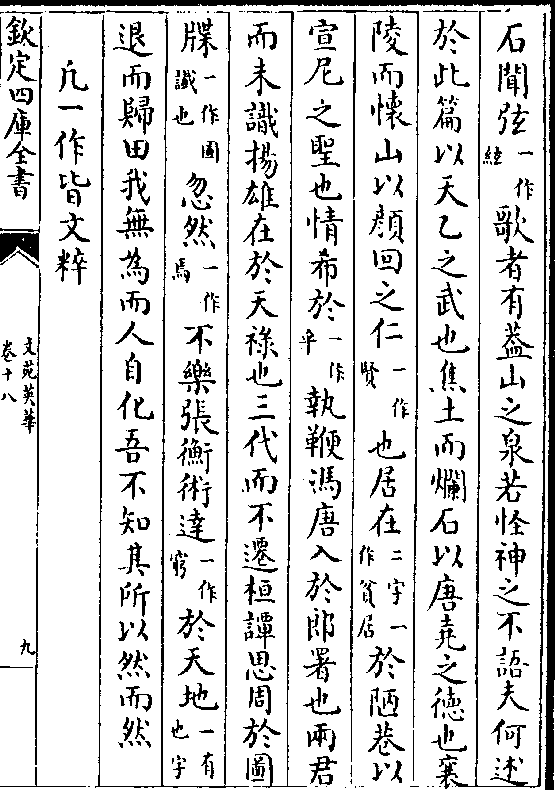 石聞弦一作絃歌者有蓋山之泉若怪神之不語夫何述
於此篇以天乙之武也焦土而爛石以唐堯之德也襄
陵而懷山以顔回之仁一作賢也居在二字一作貧居於陋巷以
宣尼之聖也情希於一作乎執鞭馮唐入於郎署也兩君
而未識揚雄在於天祿也三代而不遷桓譚思周於圖
牒一作圖讖也忽然一作焉不樂張衡術達一作窮於天地一有也字
退而歸田我無為而人自化吾不知其所以然而然
凡一作皆文粹
欽定四庫全書
文苑英華
卷十八
九